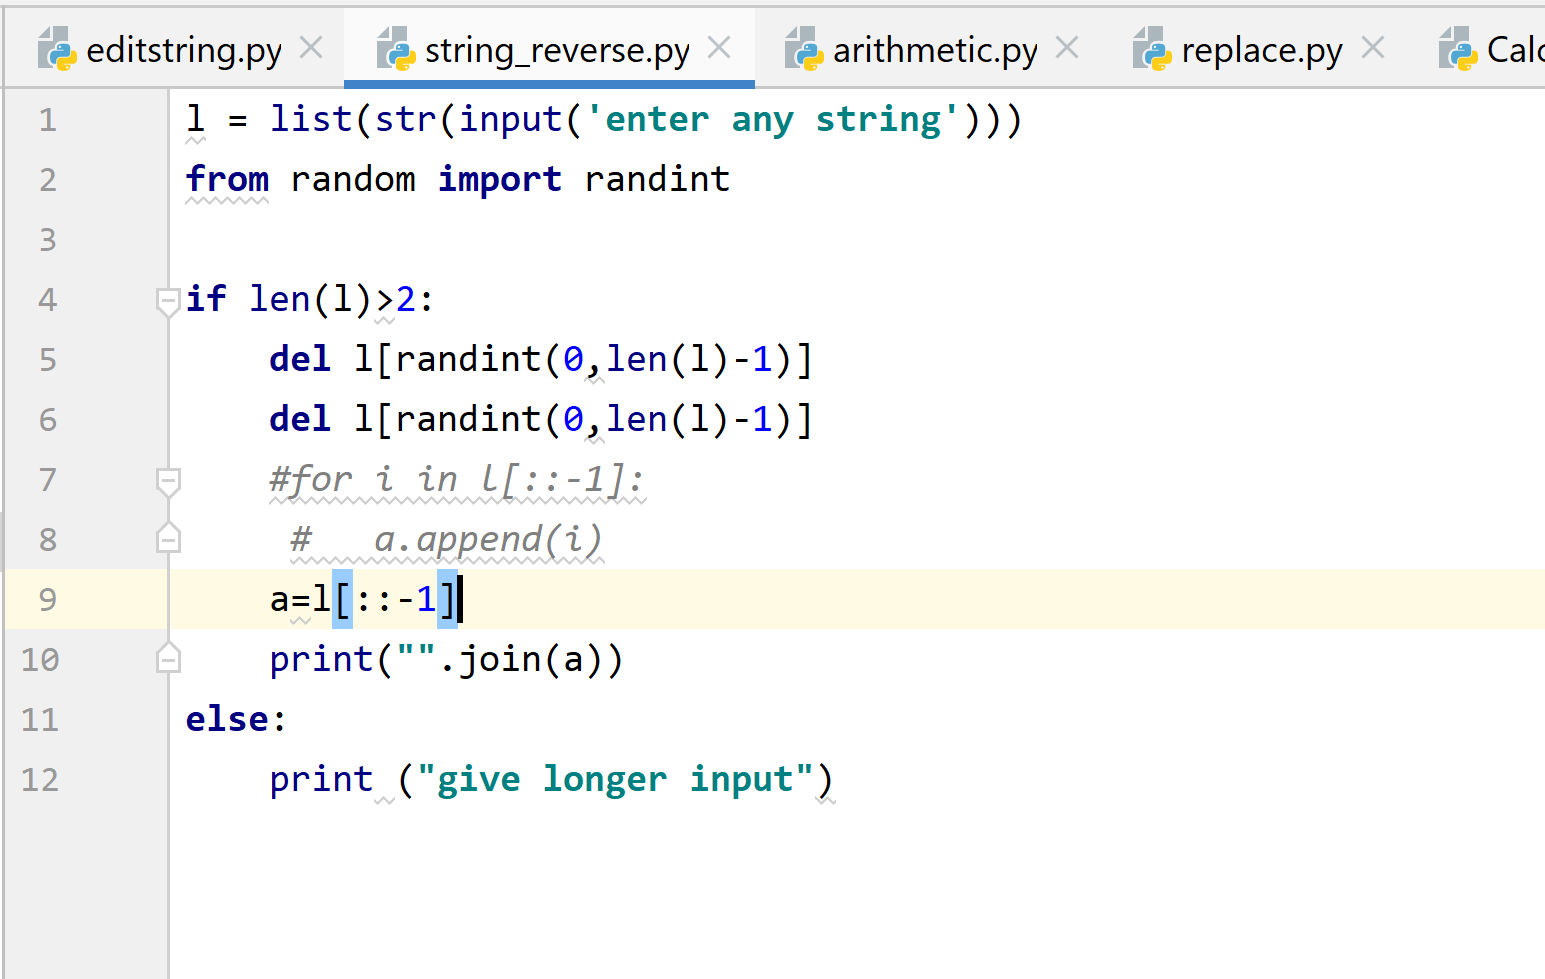 editstring.py string_reverse.py arithmetic.py replace.py Calc
1 l = list(str(input('enter any string')))
2 from random import randint
3
4 if len(l)>2:
5     del l[randint(0,len(l)-1)]
6     del l[randint(0,len(l)-1)]
7     #for i in l[::-1]:
8      #   a.append(i)
9     a=l[::-1]
10     print("".join(a))
11 else:
12     print ("give longer input")